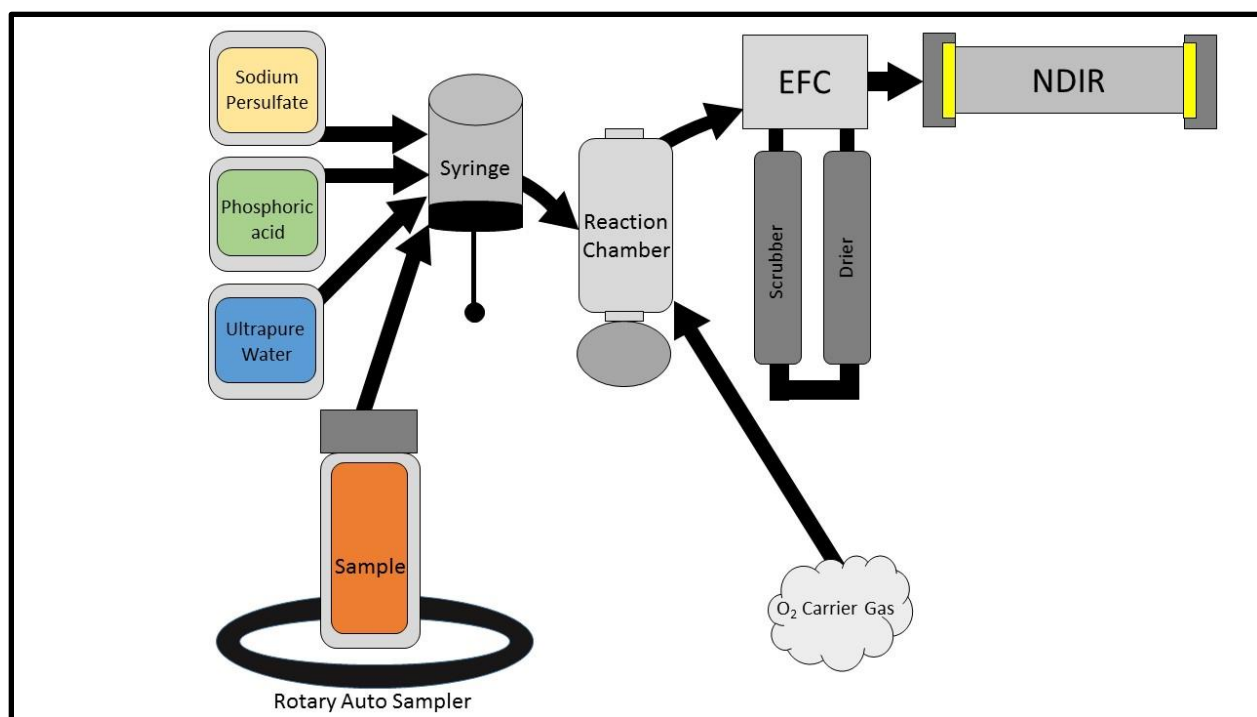 Sodium
Persulfate
Phosphoric
acid
Ultrapure
Water
Syringe
Reaction
Chamber
EFC
NDIR
Scrubber
Drier
Sample
O₂ Carrier Gas
Rotary Auto Sampler